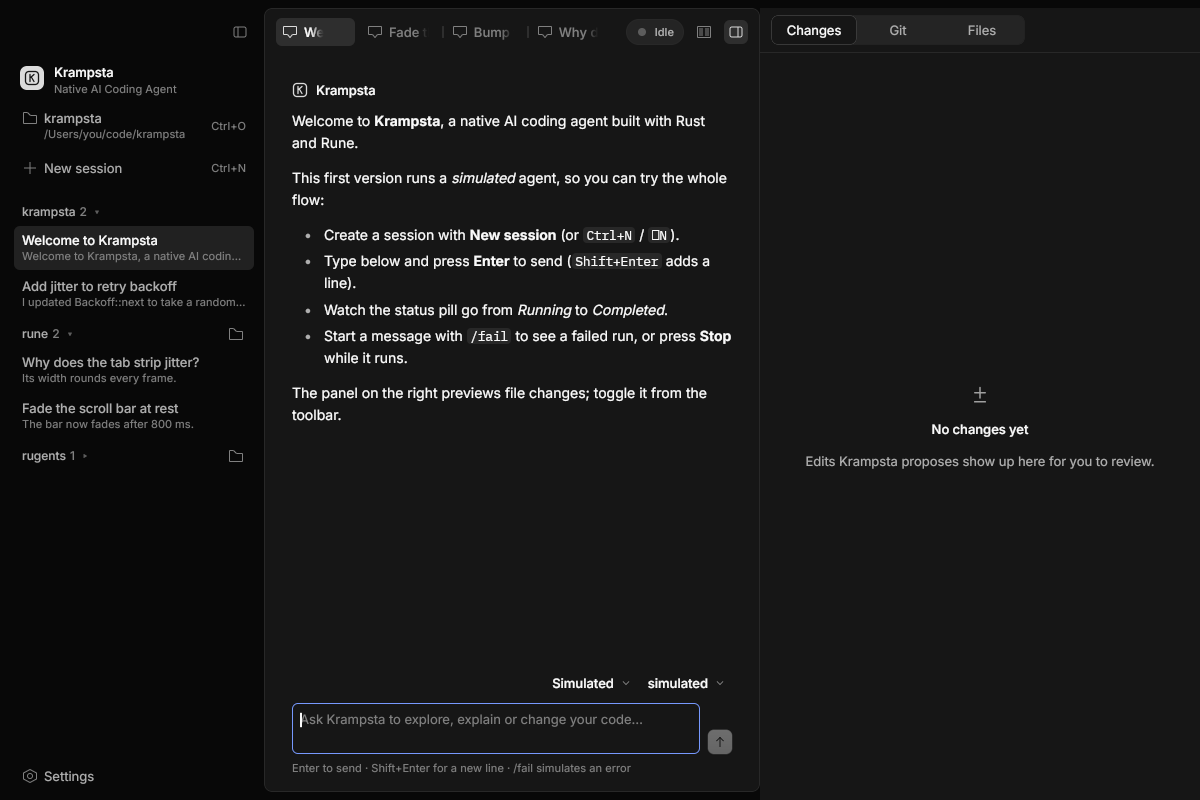 Krampsta
Native AI Coding Agent
krampsta
/Users/you/code/krampsta
Ctrl+O
New session
Ctrl+N
krampsta 2
Welcome to Krampsta
Welcome to Krampsta, a native AI codin...
Add jitter to retry backoff
I updated Backoff::next to take a random...
rune 2
Why does the tab strip jitter?
Its width rounds every frame.
Fade the scroll bar at rest
The bar now fades after 800 ms.
rugents 1
Settings
We
Fade t
Bump
Why d
Idle
Krampsta
Welcome to Krampsta, a native AI coding agent built with Rust
and Rune.
This first version runs a simulated agent, so you can try the whole
flow:
• Create a session with New session (or Ctrl+N / □N ).
• Type below and press Enter to send ( Shift+Enter adds a
line).
• Watch the status pill go from Running to Completed.
• Start a message with /fail to see a failed run, or press Stop
while it runs.
The panel on the right previews file changes; toggle it from the
toolbar.
Simulated
simulated
Ask Krampsta to explore, explain or change your code...
Enter to send · Shift+Enter for a new line · /fail simulates an error
Changes
Git
Files
No changes yet
Edits Krampsta proposes show up here for you to review.